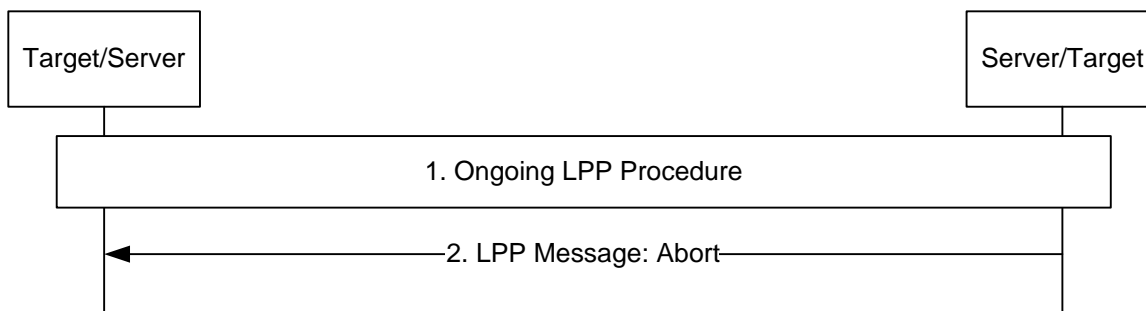 Target/Server
Server/Target
1. Ongoing LPP Procedure
2. LPP Message: Abort